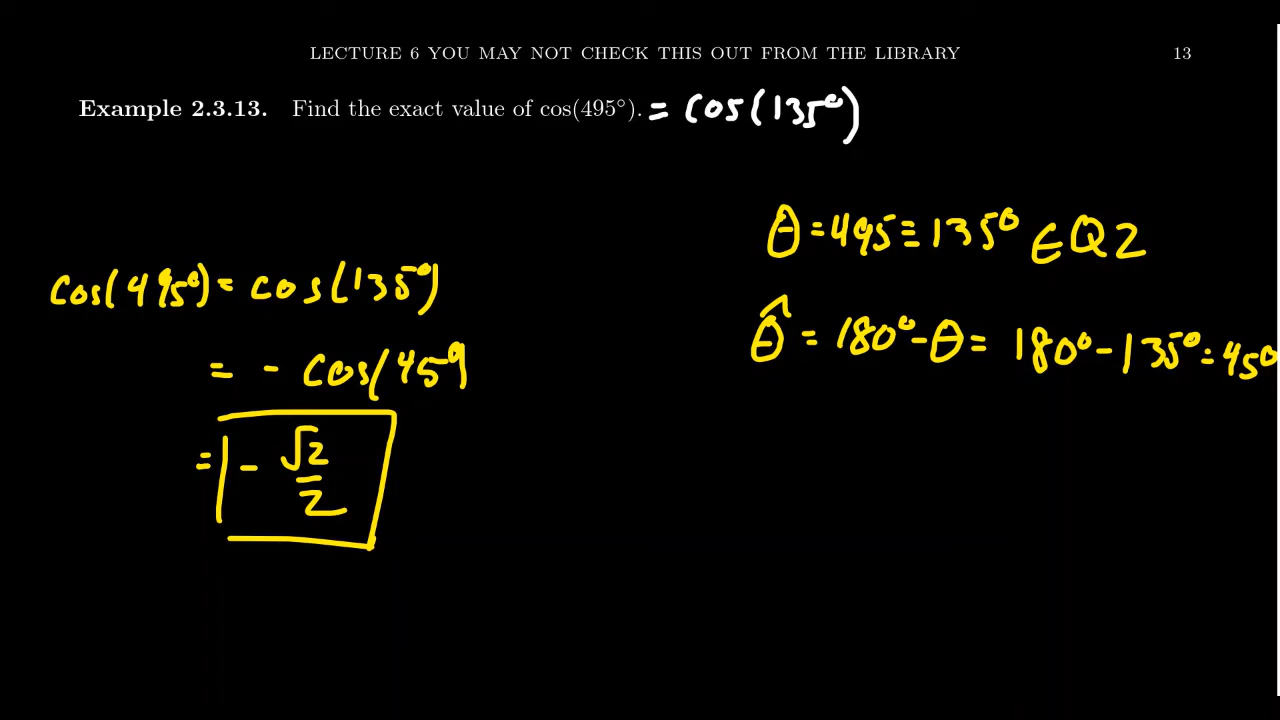 LECTURE 6 YOU MAY NOT CHECK THIS OUT FROM THE LIBRARY 13
Example 2.3.13. Find the exact value of cos(495°). = cos(135°)
θ = 495 ≡ 135° ∈ Q2
cos(495°) = cos(135°)
θ̂ = 180° - θ = 180° - 135° = 45°
= - cos(45°)
= - √2/2